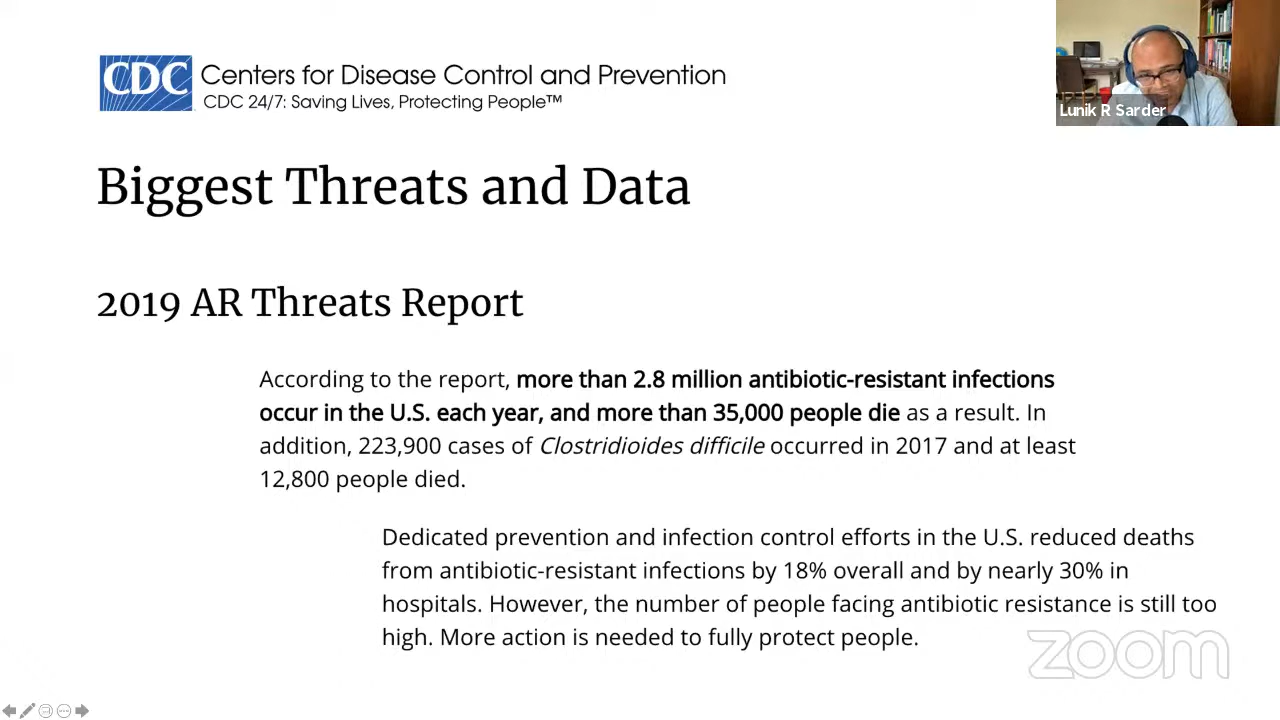 CDC
Centers for Disease Control and Prevention
CDC 24/7: Saving Lives, Protecting People™
Lunik R Sarder
Biggest Threats and Data
2019 AR Threats Report
According to the report, more than 2.8 million antibiotic-resistant infections
occur in the U.S. each year, and more than 35,000 people die as a result. In
addition, 223,900 cases of Clostridioides difficile occurred in 2017 and at least
12,800 people died.
Dedicated prevention and infection control efforts in the U.S. reduced deaths
from antibiotic-resistant infections by 18% overall and by nearly 30% in
hospitals. However, the number of people facing antibiotic resistance is still too
high. More action is needed to fully protect people.
zoom